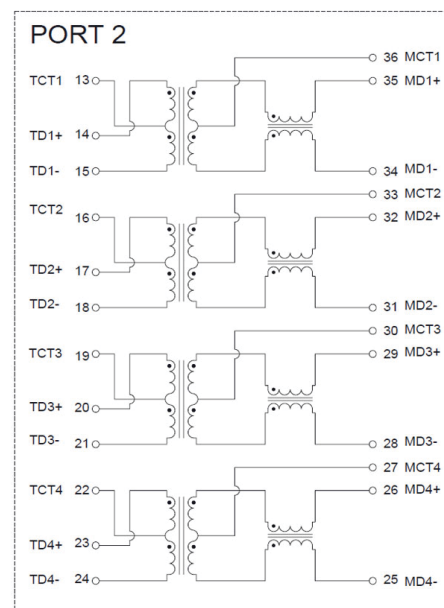 PORT 2
TCT1 13 36 MCT1
35 MD1+
TD1+ 14
TD1- 15 34 MD1-
33 MCT2
TCT2 16 32 MD2+
TD2+ 17
TD2- 18 31 MD2-
30 MCT3
TCT3 19 29 MD3+
TD3+ 20
TD3- 21 28 MD3-
27 MCT4
TCT4 22 26 MD4+
TD4+ 23
TD4- 24 25 MD4-